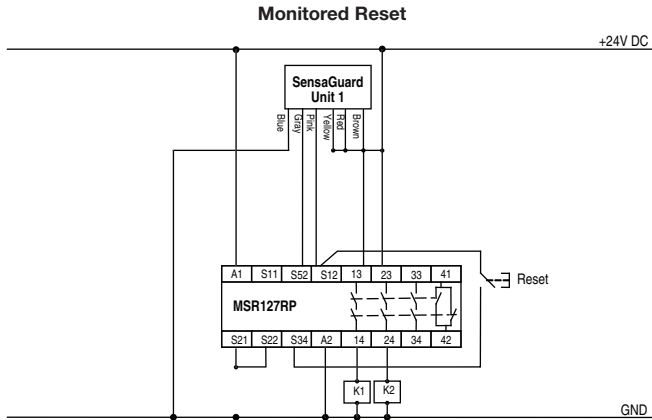 Monitored Reset
+24V DC
SensaGuard
Unit 1
Blue
Gray
Pink
Yellow
Red
Brown
A1 S11 S52 S12 13 23 33 41
Reset
MSR127RP
S21 S22 S34 A2 14 24 34 42
K1 K2
GND